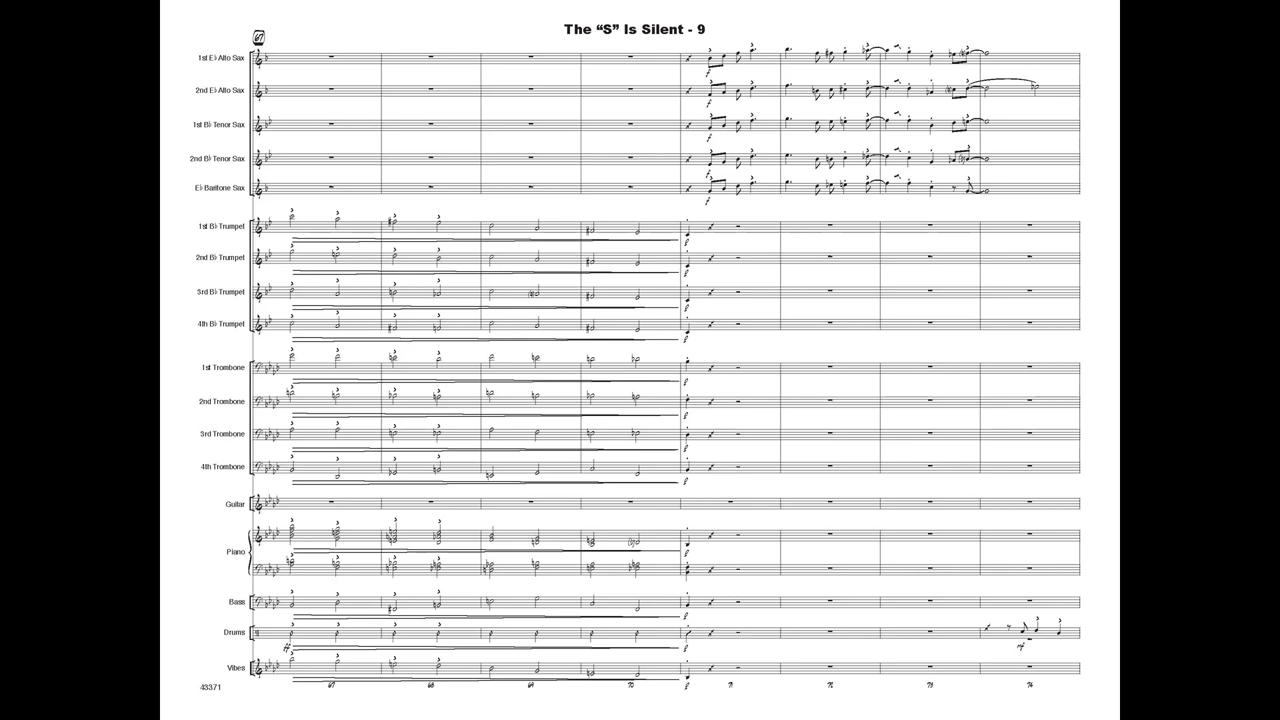 The “S” Is Silent - 9
67
1st E♭ Alto Sax
f
2nd E♭ Alto Sax
f
1st B♭ Tenor Sax
f
2nd B♭ Tenor Sax
f
E♭ Baritone Sax
f
1st B♭ Trumpet
f
2nd B♭ Trumpet
f
3rd B♭ Trumpet
f
4th B♭ Trumpet
f
1st Trombone
f
2nd Trombone
f
3rd Trombone
f
4th Trombone
f
Guitar
Piano
f
Bass
f
Drums
ff f mf
Vibes
f
43371 67 68 69 70 71 72 73 74